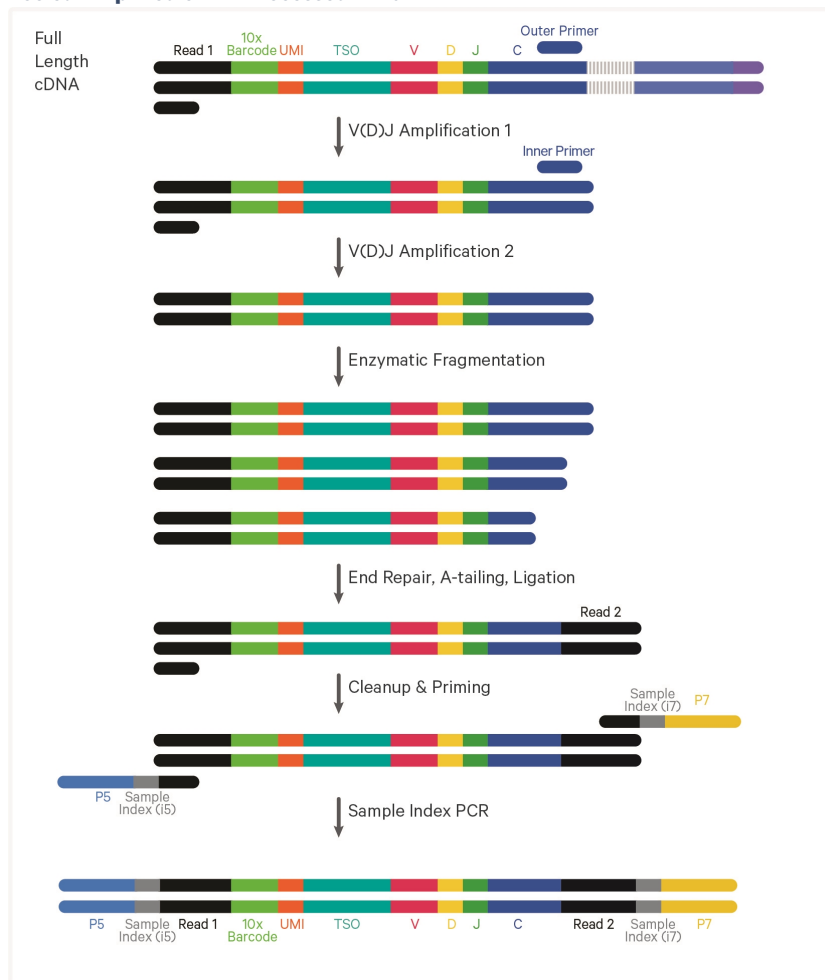 Full
Length
cDNA
Outer Primer
Read 1
10x
Barcode
UMI
TSO
V
D
J
C
V(D)J Amplification 1
Inner Primer
V(D)J Amplification 2
Enzymatic Fragmentation
End Repair, A-tailing, Ligation
Read 2
Cleanup & Priming
Sample
Index (i7)
P7
P5
Sample
Index (i5)
Sample Index PCR
P5
Sample
Index (i5)
Read 1
10x
Barcode
UMI
TSO
V
D
J
C
Read 2
Sample
Index (i7)
P7